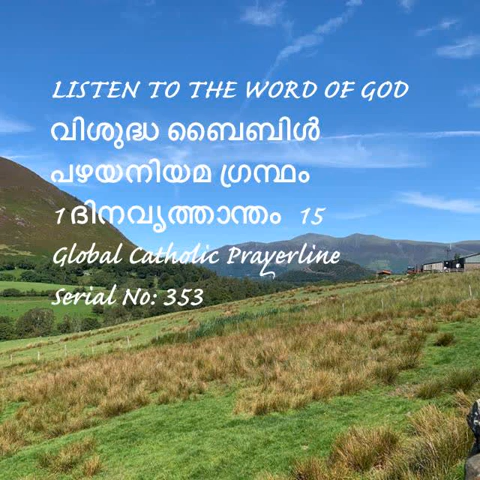 LISTEN TO THE WORD OF GOD
വിശുദ്ധ ബൈബിൾ
പഴയനിയമ ഗ്രന്ഥം
1 ദിനവൃത്താന്തം 15
Global Catholic Prayerline
Serial No: 353